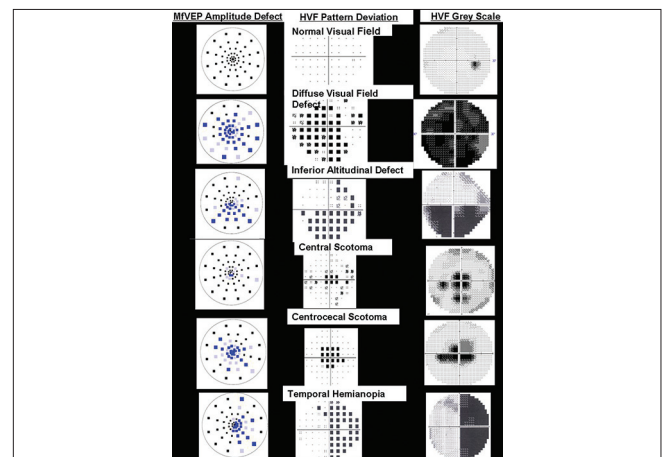 MfVEP Amplitude Defect HVF Pattern Deviation HVF Grey Scale
Normal Visual Field
Diffuse Visual Field
Defect
Inferior Altitudinal Defect
Central Scotoma
Centrocecal Scotoma
Temporal Hemianopia